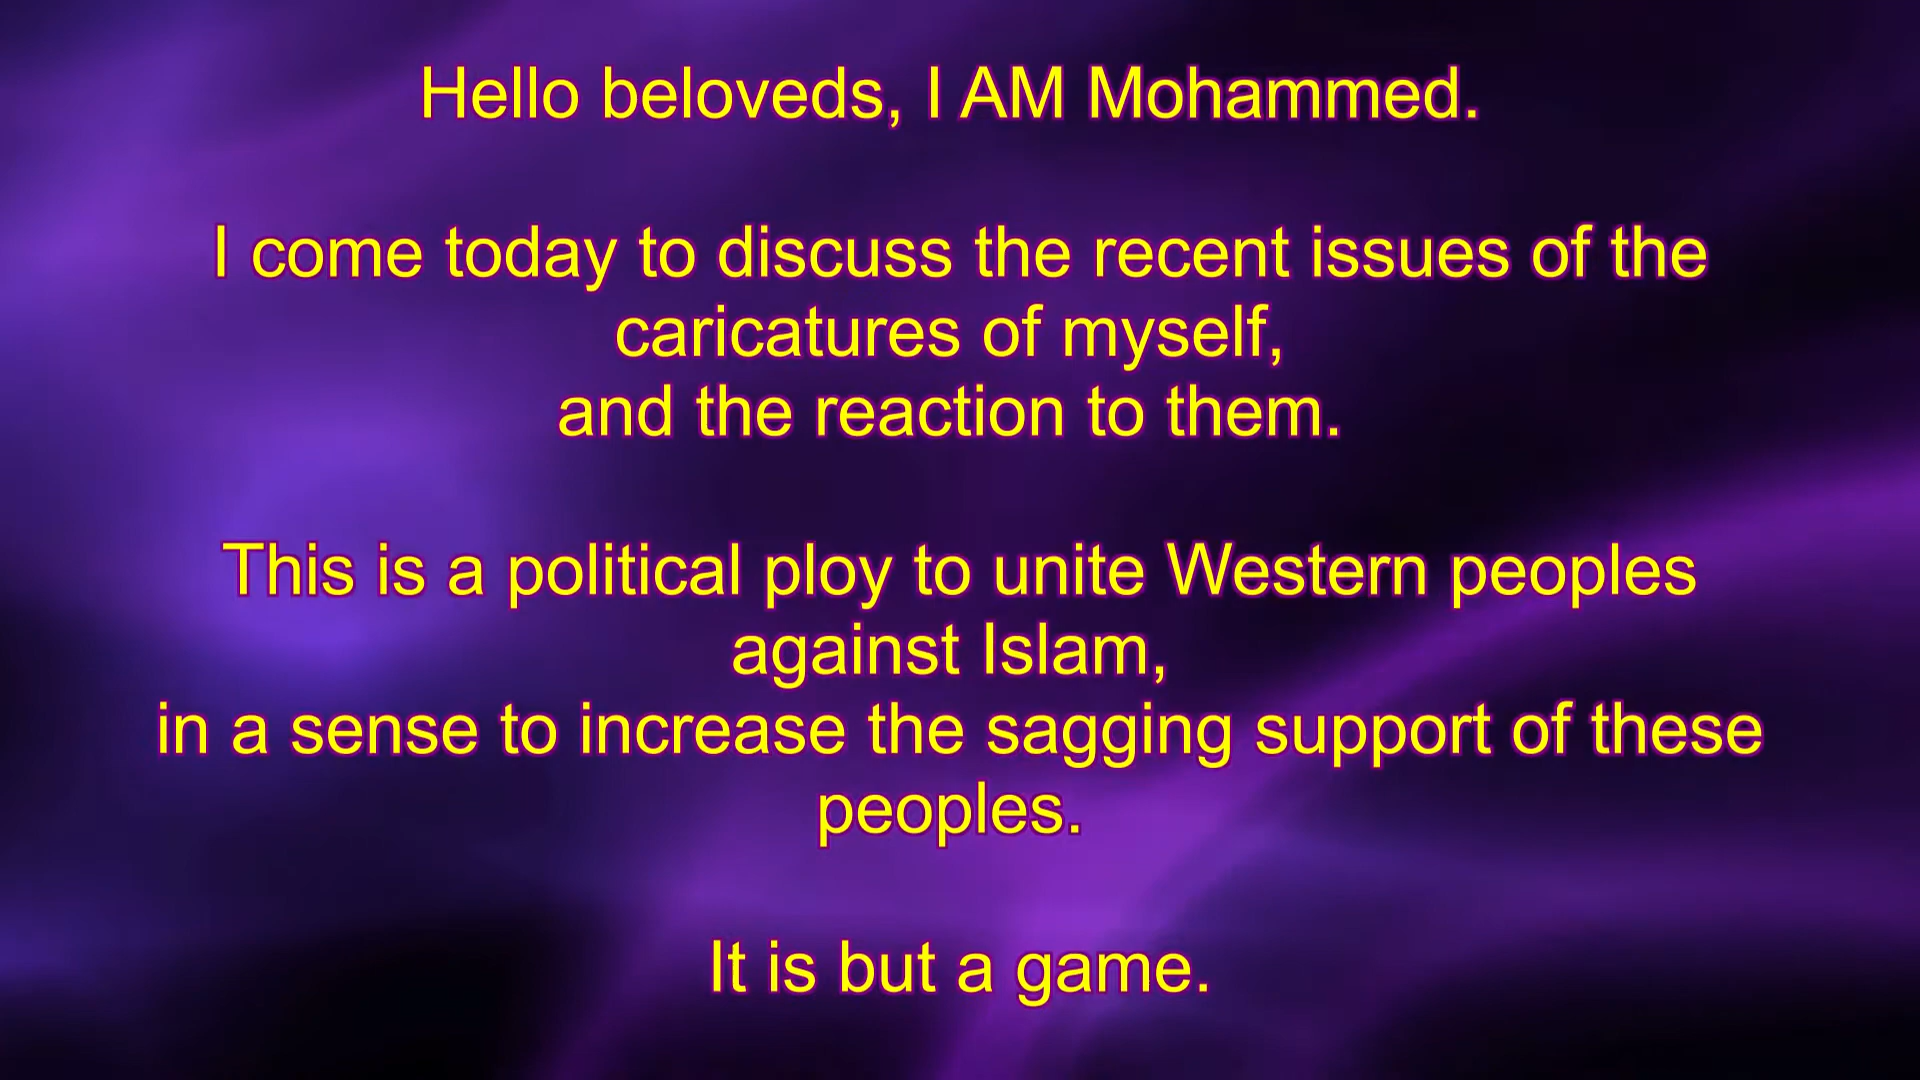 Hello beloveds, I AM Mohammed.
I come today to discuss the recent issues of the
caricatures of myself,
and the reaction to them.
This is a political ploy to unite Western peoples
against Islam,
in a sense to increase the sagging support of these
peoples.
It is but a game.